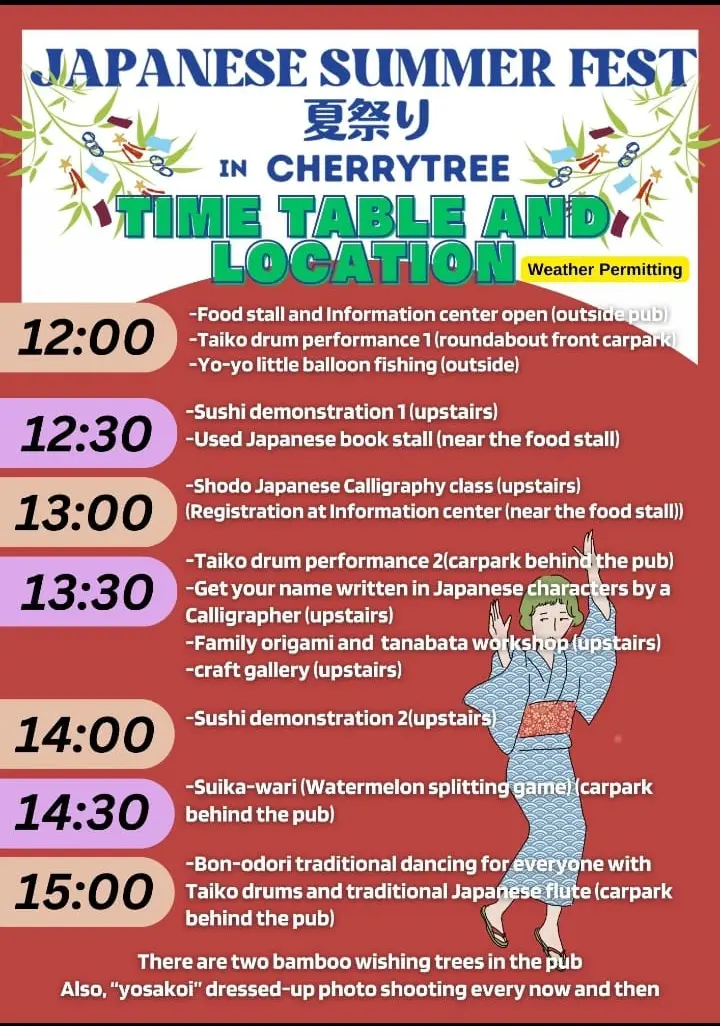 JAPANESE SUMMER FEST
夏祭り
IN CHERRYTREE
TIME TABLE AND
LOCATION
Weather Permitting
12:00
-Food stall and Information center open (outside pub)
-Taiko drum performance 1 (roundabout front carpark)
-Yo-yo little balloon fishing (outside)
12:30
-Sushi demonstration 1 (upstairs)
-Used Japanese book stall (near the food stall)
13:00
-Shodo Japanese Calligraphy class (upstairs)
(Registration at Information center (near the food stall))
13:30
-Taiko drum performance 2(carpark behind the pub)
-Get your name written in Japanese characters by a
Calligrapher (upstairs)
-Family origami and tanabata workshop (upstairs)
-craft gallery (upstairs)
14:00
-Sushi demonstration 2(upstairs)
14:30
-Suika-wari (Watermelon splitting game) (carpark
behind the pub)
15:00
-Bon-odori traditional dancing for everyone with
Taiko drums and traditional Japanese flute (carpark
behind the pub)
There are two bamboo wishing trees in the pub
Also, “yosakoi” dressed-up photo shooting every now and then